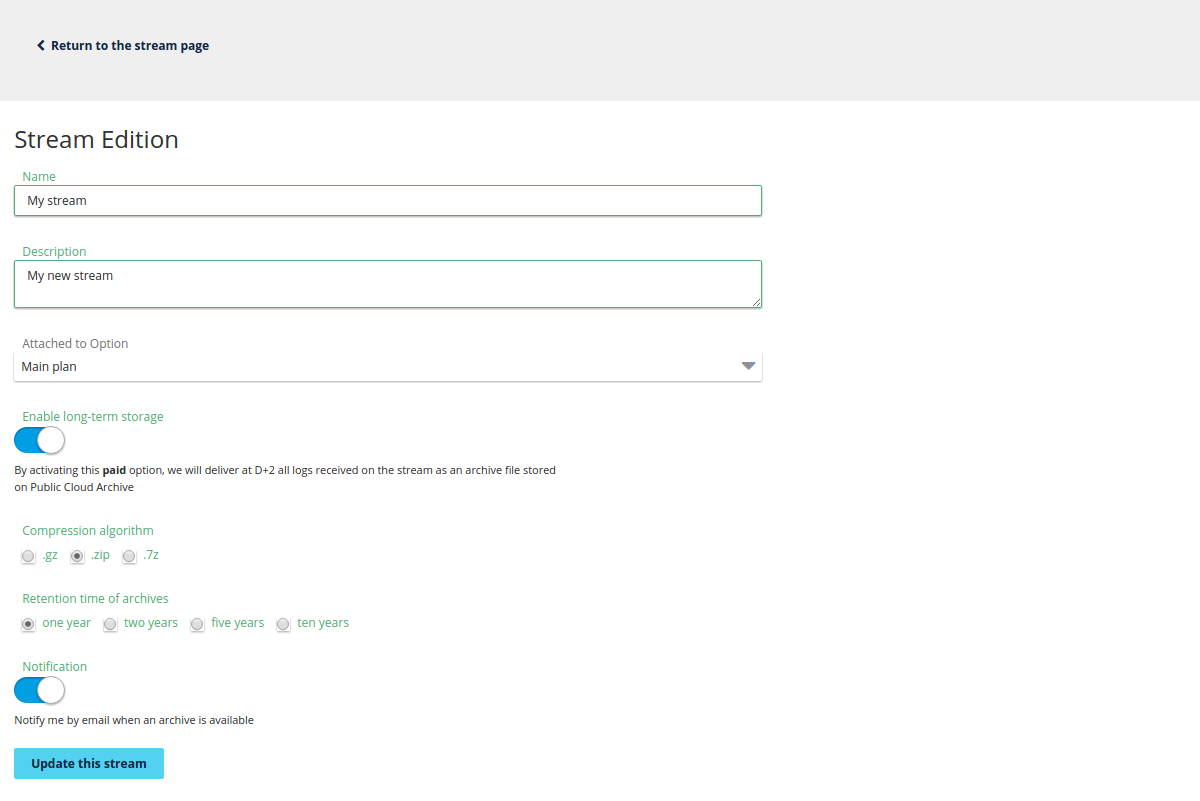 Return to the stream page
Stream Edition
Name
My stream
Description
My new stream
Attached to Option
Main plan
Enable long-term storage
By activating this paid option, we will deliver at D+2 all logs received on the stream as an archive file stored
on Public Cloud Archive
Compression algorithm
.gz .zip .7z
Retention time of archives
one year two years five years ten years
Notification
Notify me by email when an archive is available
Update this stream